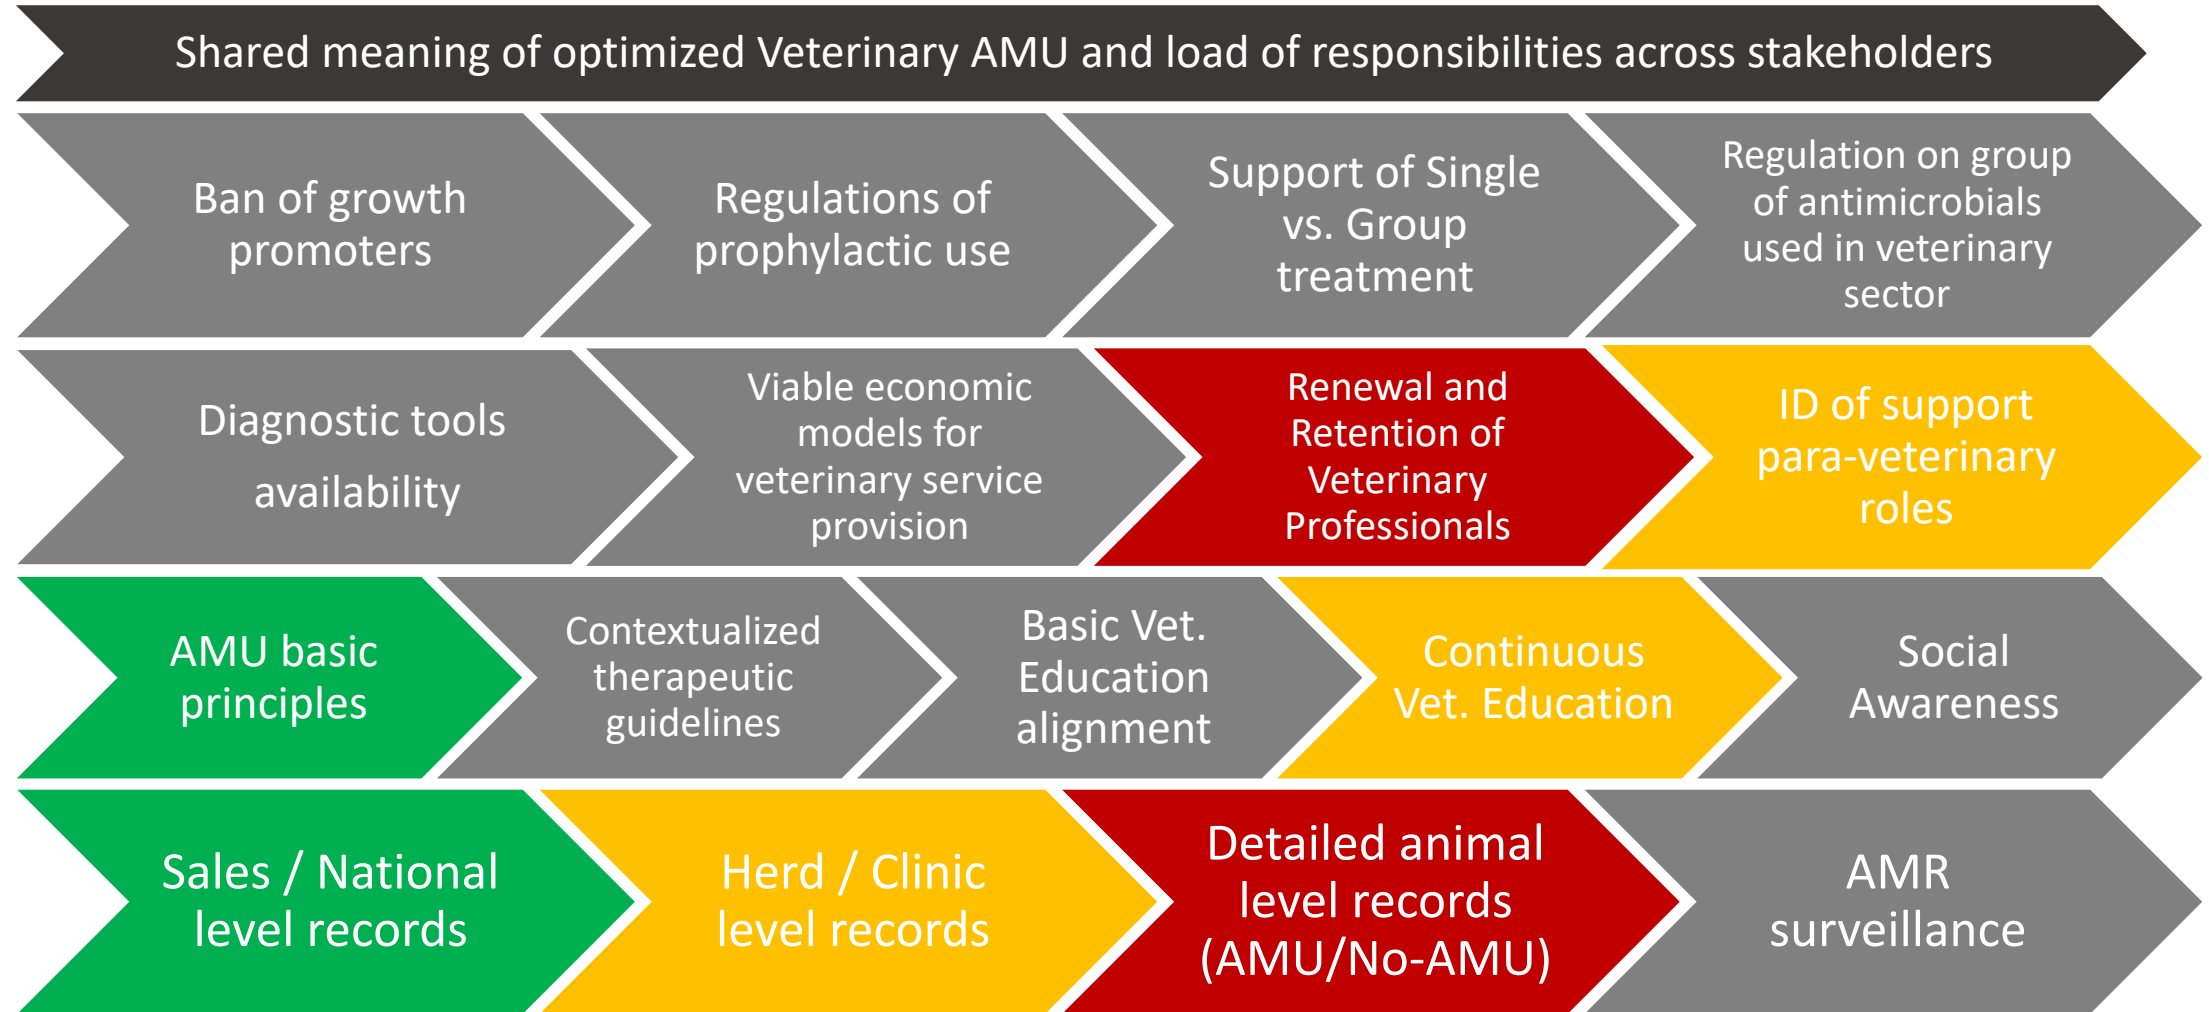 Shared meaning of optimized Veterinary AMU and load of responsibilities across stakeholders
Ban of growth
promoters
Regulations of
prophylactic use
Support of Single
vs. Group
treatment
Regulation on group
of antimicrobials
used in veterinary
sector
Diagnostic tools
availability
Viable economic
models for
veterinary service
provision
Renewal and
Retention of
Veterinary
Professionals
ID of support
para-veterinary
roles
AMU basic
principles
Contextualized
therapeutic
guidelines
Basic Vet.
Education
alignment
Continuous
Vet. Education
Social
Awareness
Sales / National
level records
Herd / Clinic
level records
Detailed animal
level records
(AMU/No-AMU)
AMR
surveillance